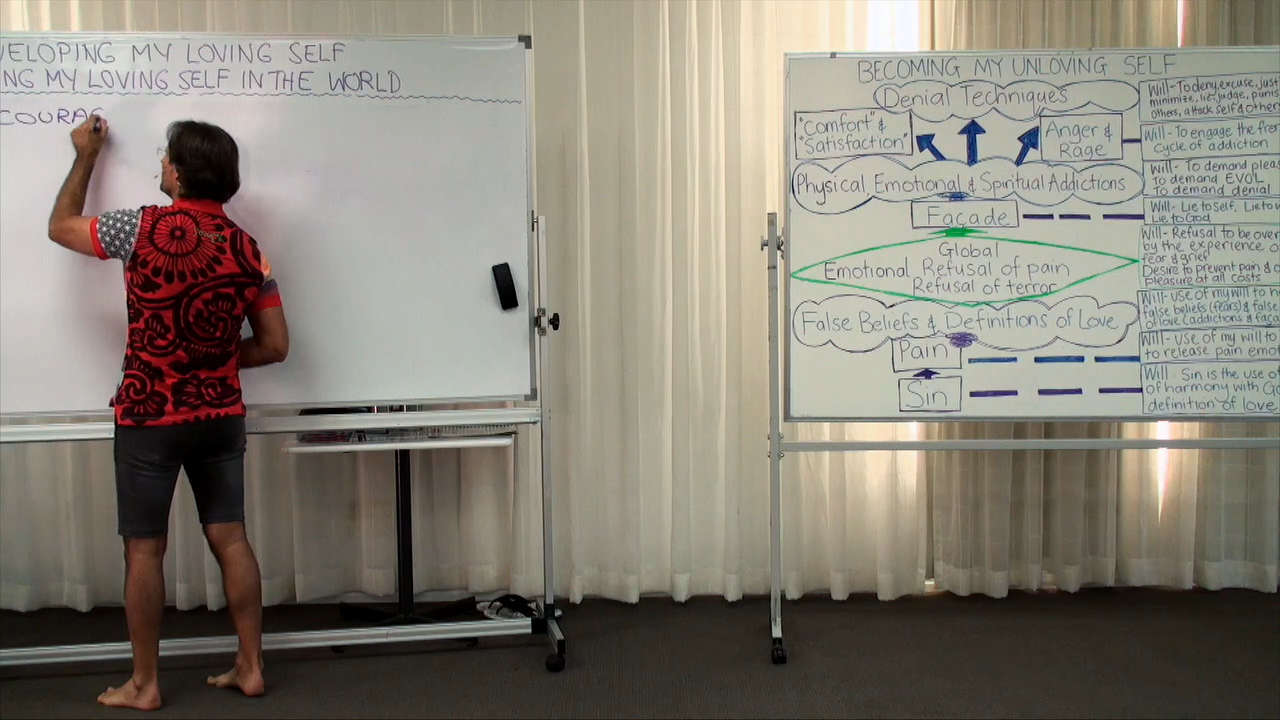 VELOPING MY LOVING SELF
NG MY LOVING SELF IN THE WORLD
COURAG
BECOMING MY UNLOVING SELF
Denial Techniques
"Comfort" &
"Satisfaction"
Anger &
Rage
Physical, Emotional & Spiritual Addictions
Façade
Global
Emotional Refusal of pain
Refusal of terror
False Beliefs & Definitions of Love
Pain
Sin
Will - To deny, excuse, just
minimize, lie, judge, punis
others, attack self & others
Will - To engage the fren
cycle of addiction
Will - To demand plea
To demand EVOL
To demand denial
Will - Lie to self, Lie to
Lie to God
Will - Refusal to be over
by the experience o
fear & grief
Desire to prevent pain &
pleasure at all costs
Will - use of my will to h
false beliefs (fears) & false
of love (addictions &
Will - Use of my will to
to release pain emo
Will - Sin is the use o
of harmony with G
definition of love